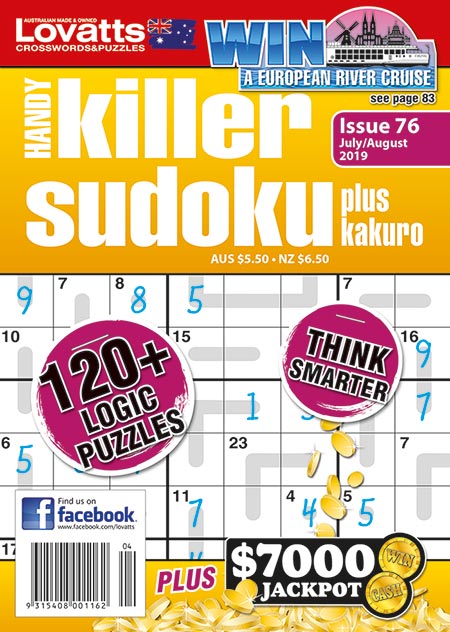 AUSTRALIAN MADE & OWNED
Lovatts
CROSSWORDS&PUZZLES
WIN
A EUROPEAN RIVER CRUISE
see page 83
HANDY
killer
sudoku
plus
kakuro
Issue 76
July/August
2019
AUS $5.50 • NZ $6.50
9 7 8 8 5 7
10 15 16 9
120+
LOGIC
PUZZLES
THINK
SMARTER
1 3 7
6 5 23
11 7 4 4 5
17
Find us on
facebook
www.facebook.com/lovatts
04
9 315408 001162
PLUS
$7000
JACKPOT
WIN
CASH